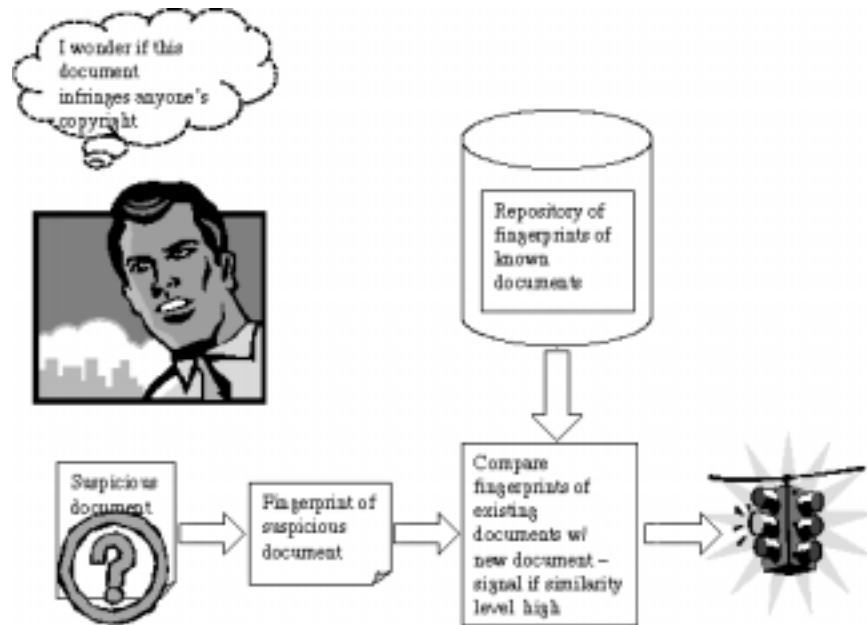 I wonder if this
document
infringes anyone's
copyright
Repository of
fingerprints of
known
documents
Suspicious
document
Fingerprint of
suspicious
document
Compare
fingerprints of
existing
documents w/
new document –
signal if similarity
level high